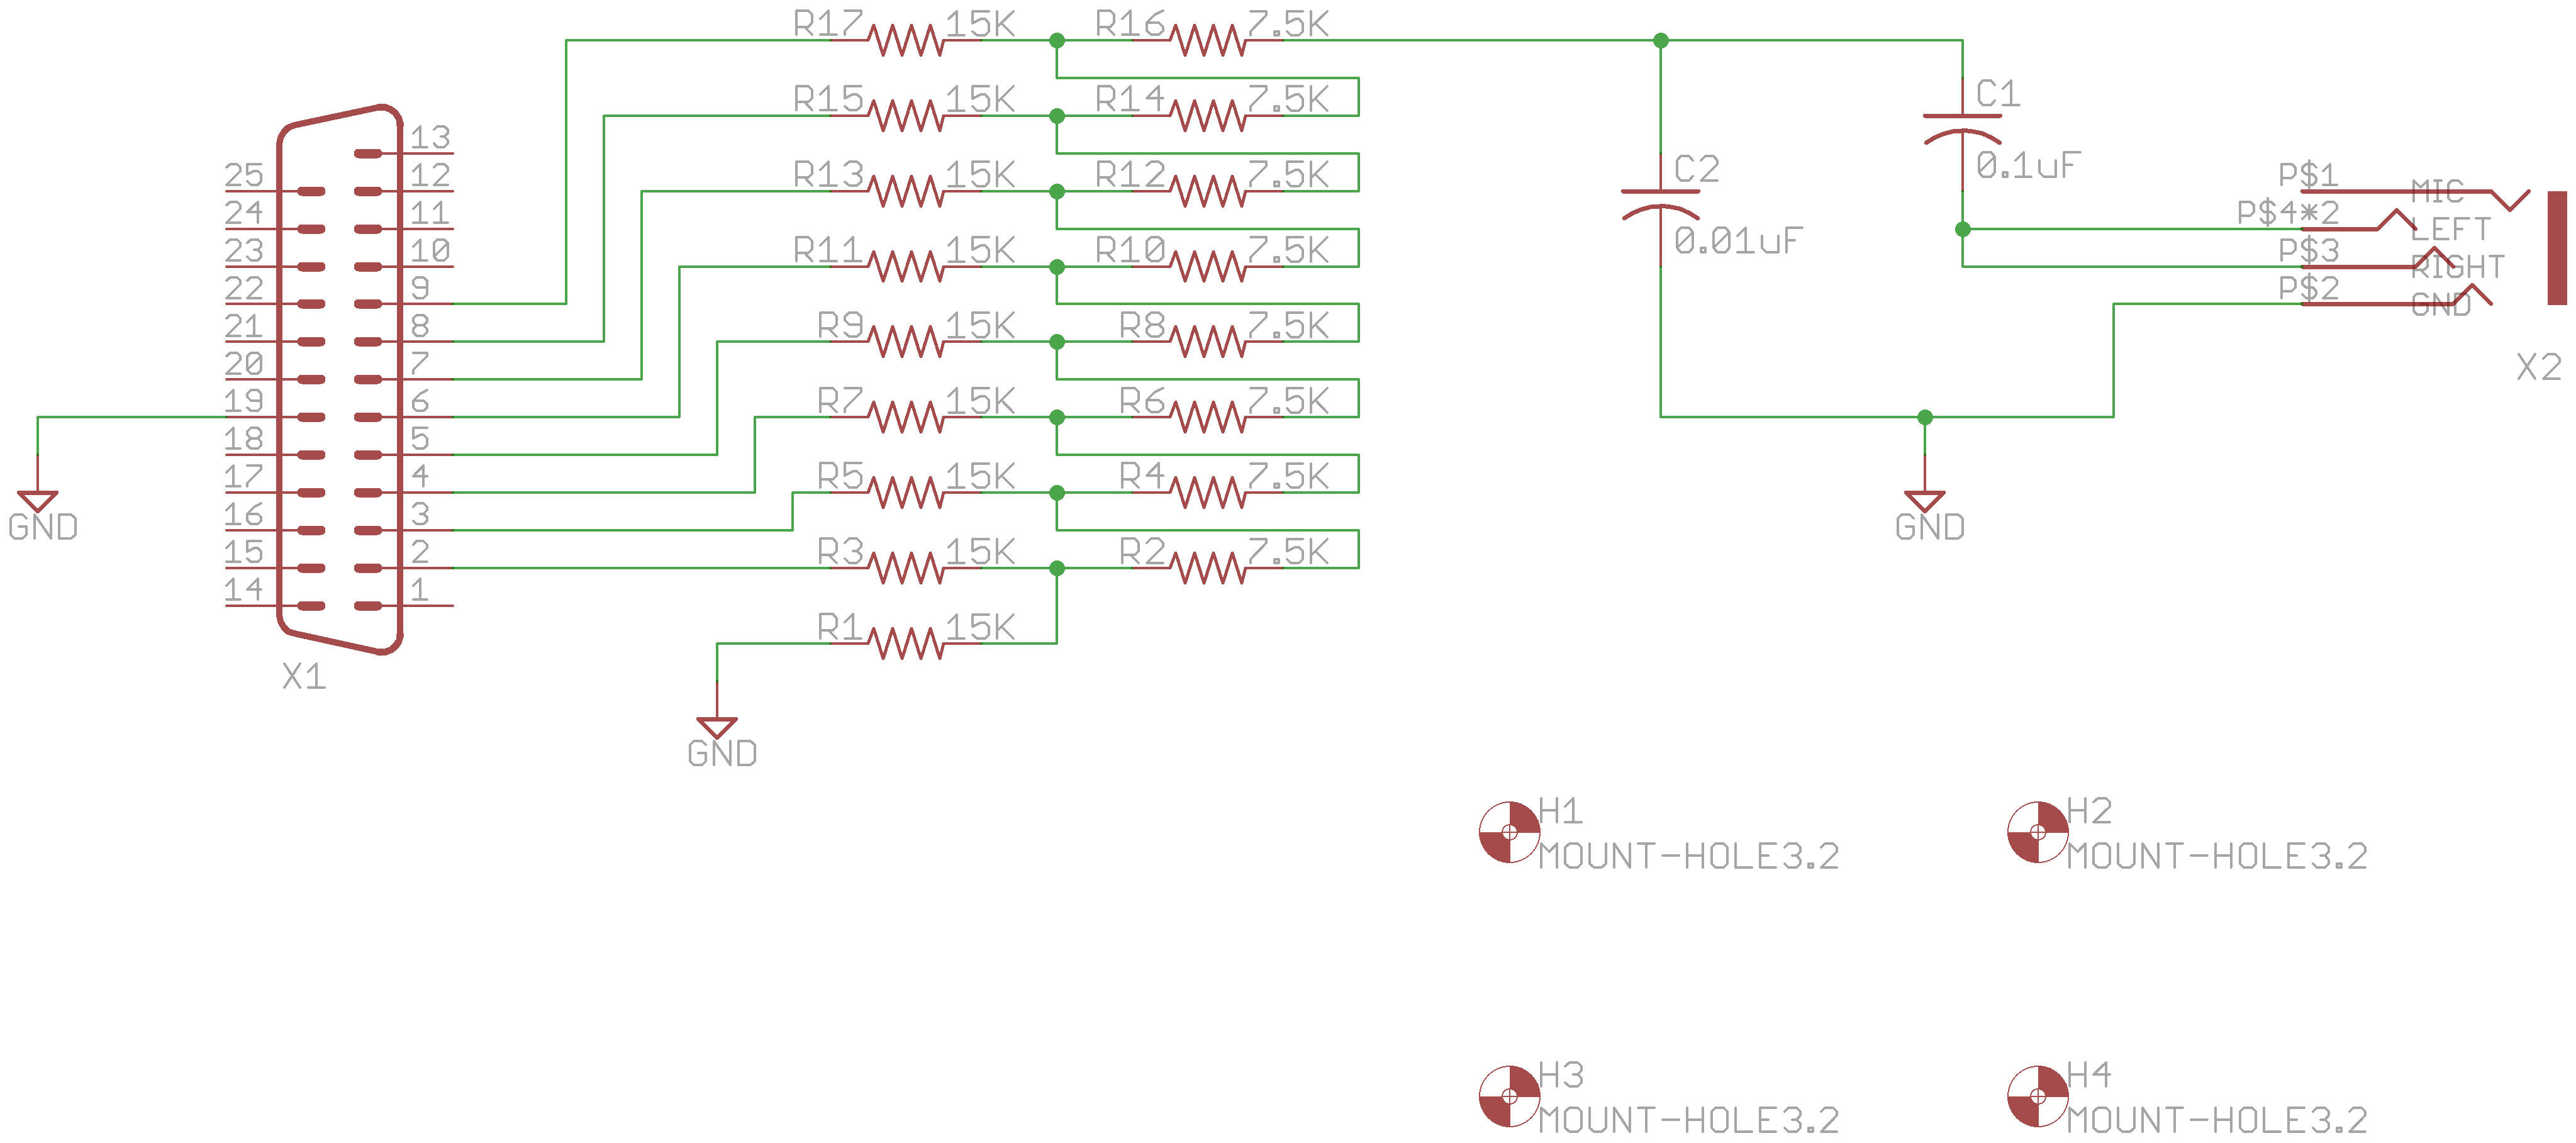 R17 15K R16 7.5K
R15 15K R14 7.5K
C1
0.1uF
R13 15K R12 7.5K
C2
0.01uF
R11 15K R10 7.5K
R9 15K R8 7.5K
R7 15K R6 7.5K
R5 15K R4 7.5K
R3 15K R2 7.5K
R1 15K
GND
13
25 12
24 11
23 10
22 9
21 8
20 7
19 6
18 5
17 4
16 3
15 2
14 1
X1
GND
P$1 MIC
P$4*2 LEFT
P$3 RIGHT
P$2 GND
X2
GND
H1
MOUNT-HOLE3.2
H2
MOUNT-HOLE3.2
H3
MOUNT-HOLE3.2
H4
MOUNT-HOLE3.2